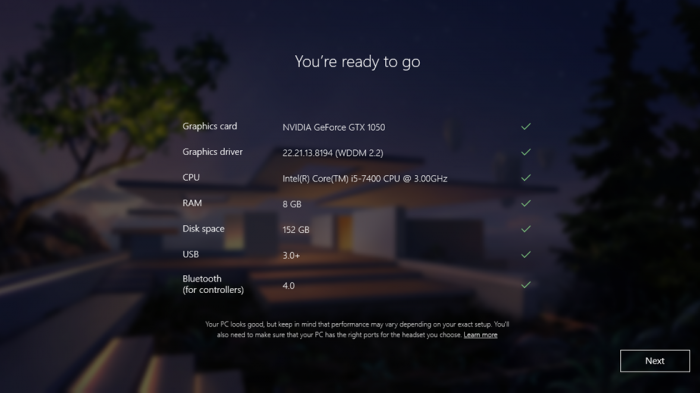 You're ready to go
Graphics card NVIDIA GeForce GTX 1050
Graphics driver 22.21.13.8194 (WDDM 2.2)
CPU Intel(R) Core(TM) i5-7400 CPU @ 3.00GHz
RAM 8 GB
Disk space 152 GB
USB 3.0+
Bluetooth
(for controllers) 4.0
Your PC looks good, but keep in mind that performance may vary depending on your exact setup. You'll
also need to make sure that your PC has the right ports for the headset you choose. Learn more
Next